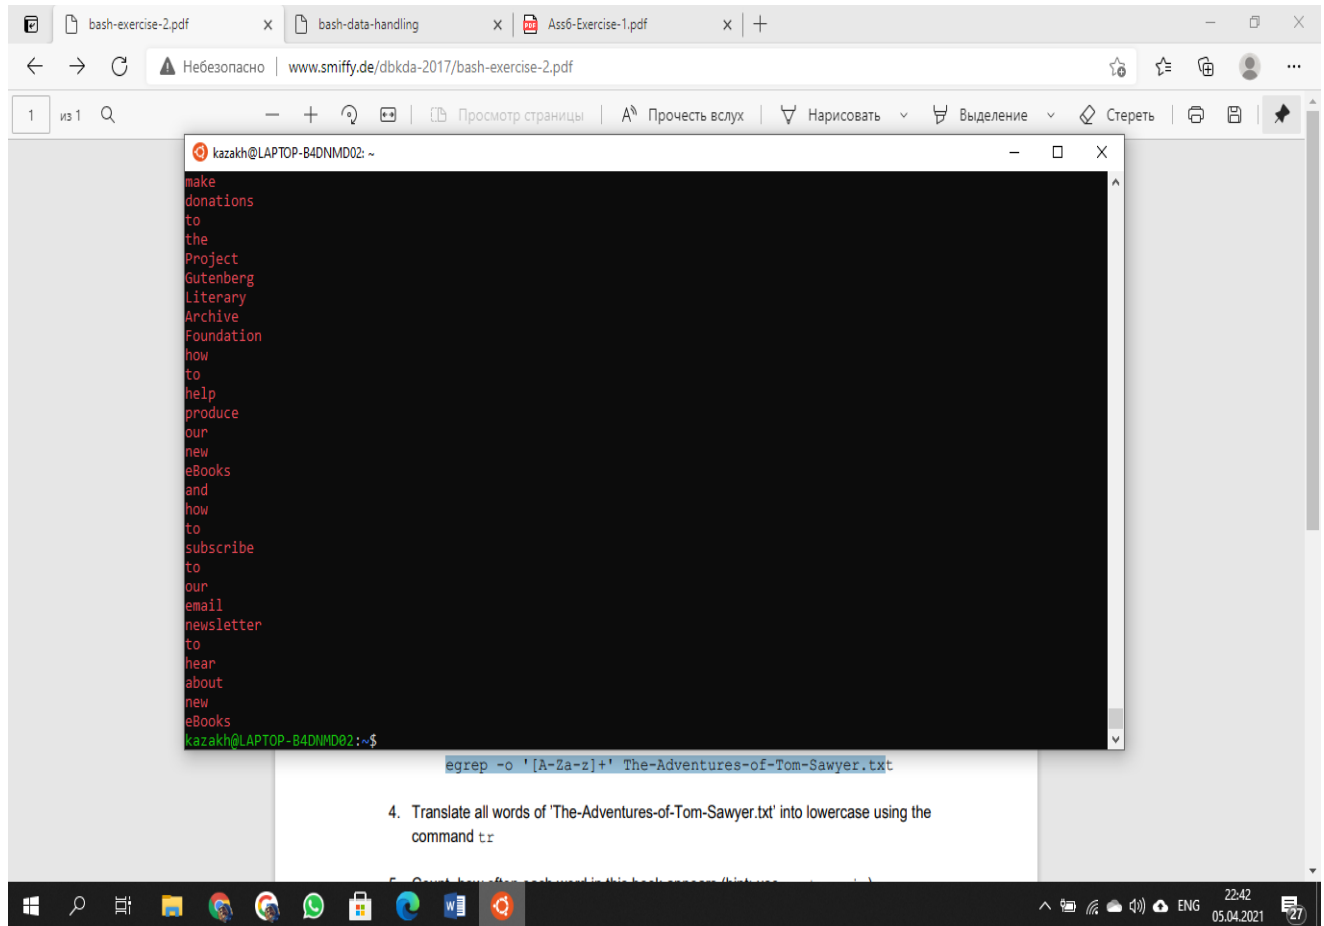 bash-exercise-2.pdf
bash-data-handling
Ass6-Exercise-1.pdf
Небезопасно
www.smiffy.de/dbkda-2017/bash-exercise-2.pdf
1 из 1
Просмотр страницы
Прочесть вслух
Нарисовать
Выделение
Стереть
kazakh@LAPTOP-B4DNMD02: ~
make
donations
to
the
Project
Gutenberg
Literary
Archive
Foundation
how
to
help
produce
our
new
eBooks
and
how
to
subscribe
to
our
email
newsletter
to
hear
about
new
eBooks
kazakh@LAPTOP-B4DNMD02:~$
egrep -o '[A-Za-z]+' The-Adventures-of-Tom-Sawyer.txt
4. Translate all words of 'The-Adventures-of-Tom-Sawyer.txt' into lowercase using the
command tr
ENG
22:42
05.04.2021
27